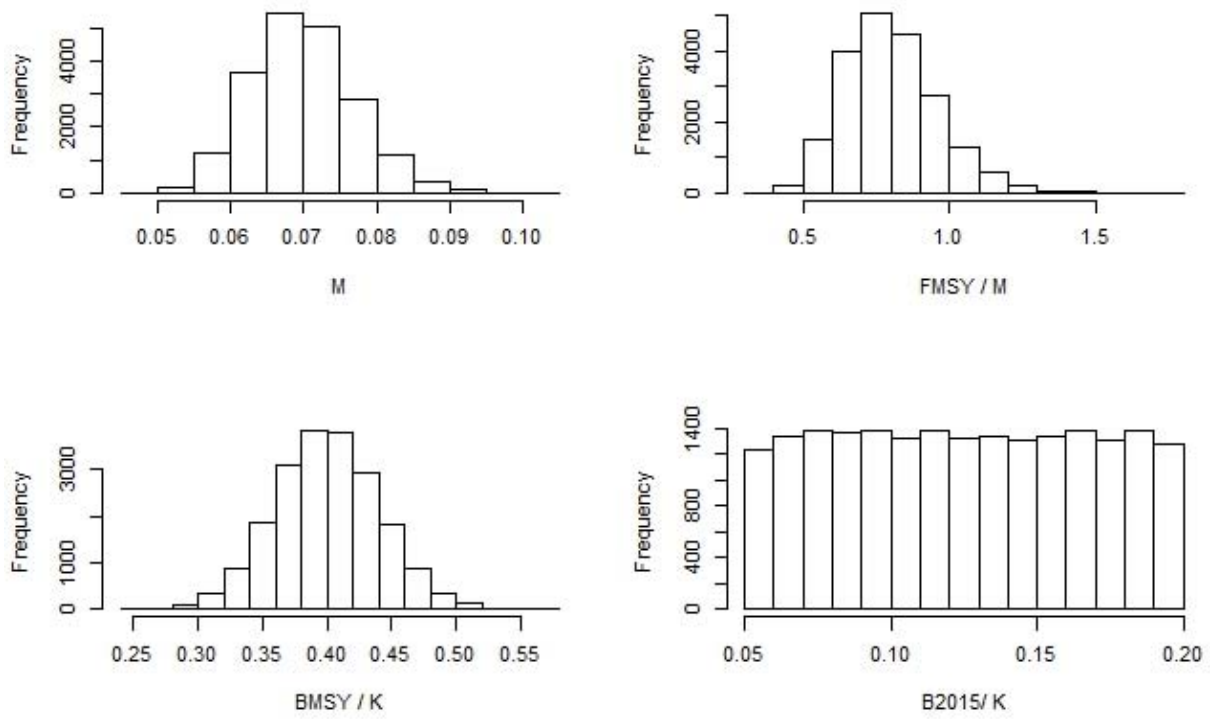 Frequency
0 2000 4000
0.05 0.06 0.07 0.08 0.09 0.10
M
Frequency
0 2000 4000
0.5 1.0 1.5
FMSY / M
Frequency
0 1000 3000
0.25 0.30 0.35 0.40 0.45 0.50 0.55
BMSY / K
Frequency
0 400 800 1400
0.05 0.10 0.15 0.20
B2015/ K